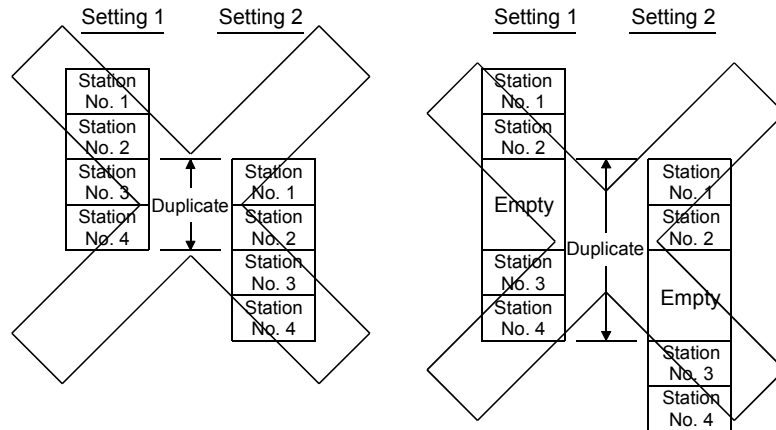 Setting 1
Setting 2
Station
No. 1
Station
No. 2
Station
No. 3
Station
No. 4
Duplicate
Station
No. 1
Station
No. 2
Station
No. 3
Station
No. 4
Setting 1
Setting 2
Station
No. 1
Station
No. 2
Empty
Station
No. 3
Station
No. 4
Duplicate
Station
No. 1
Station
No. 2
Empty
Station
No. 3
Station
No. 4